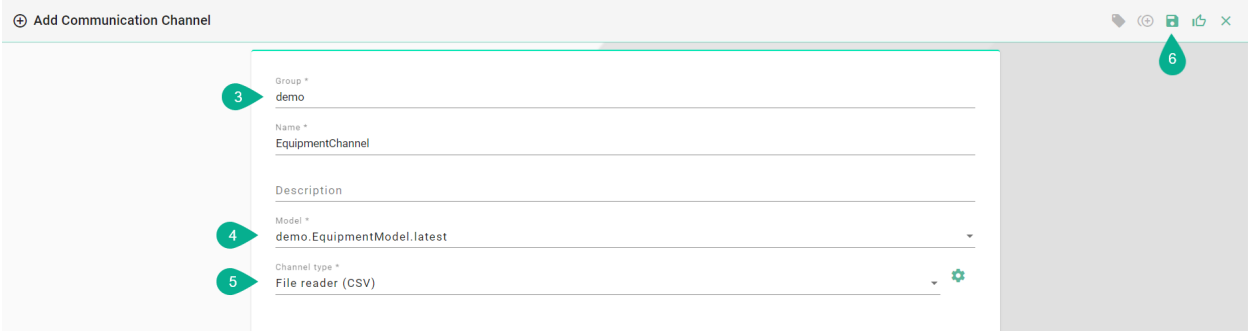 Add Communication Channel
6
Group *
3
demo
Name *
EquipmentChannel
Description
Model *
4
demo.EquipmentModel.latest
Channel type *
5
File reader (CSV)